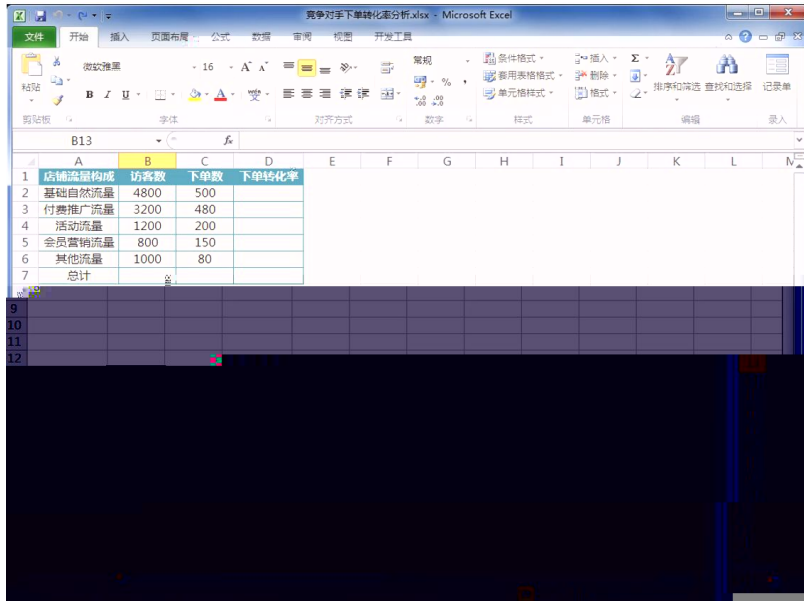 竞争对手下单转化率分析.xlsx - Microsoft Excel
文件 开始 插入 页面布局 公式 数据 审阅 视图 开发工具
微软雅黑 16 常规 条件格式 插入 Σ
套用表格格式 删除
粘贴 B I U A % 单元格样式 格式 排序和筛选 查找和选择 记录单
剪贴板 字体 对齐方式 数字 样式 单元格 编辑 录入
B13 fx
A B C D E F G H I J K L
1 店铺流量构成 访客数 下单数 下单转化率
2 基础自然流量 4800 500
3 付费推广流量 3200 480
4 活动流量 1200 200
5 会员营销流量 800 150
6 其他流量 1000 80
7 总计
9
10
11
12